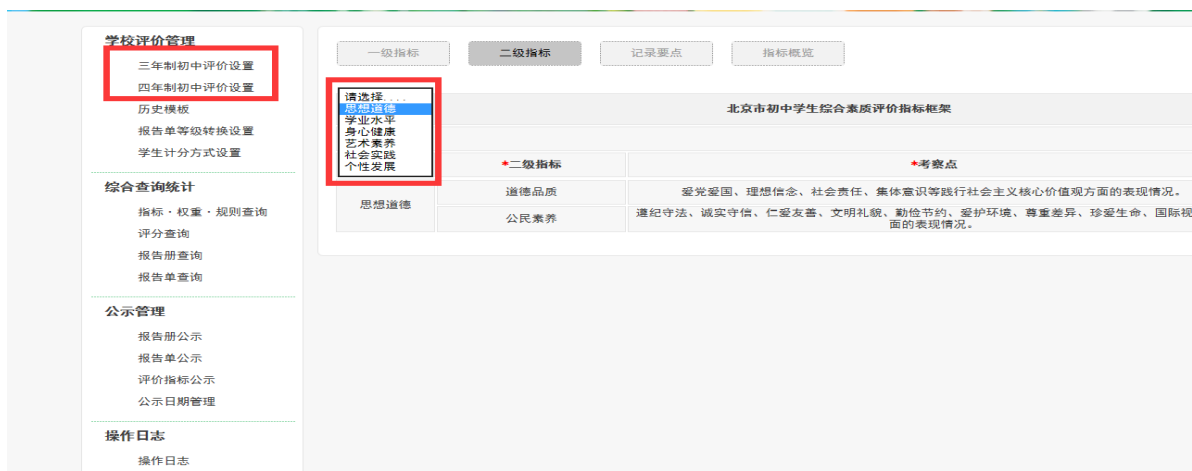 学校评价管理
三年制初中评价设置
四年制初中评价设置
历史模板
报告单等级转换设置
学生计分方式设置
综合查询统计
指标·权重·规则查询
评分查询
报告册查询
报告单查询
公示管理
报告册公示
报告单公示
评价指标公示
公示日期管理
操作日志
操作日志
一级指标 二级指标 记录要点 指标概览
请选择....
思想道德
学业水平
身心健康
艺术素养
社会实践
个性发展
北京市初中学生综合素质评价指标框架
*二级指标 *考察点
思想道德
道德品质 爱党爱国、理想信念、社会责任、集体意识等践行社会主义核心价值观方面的表现情况。
公民素养 遵纪守法、诚实守信、仁爱友善、文明礼貌、勤俭节约、爱护环境、尊重差异、珍爱生命、国际视
面的表现情况。